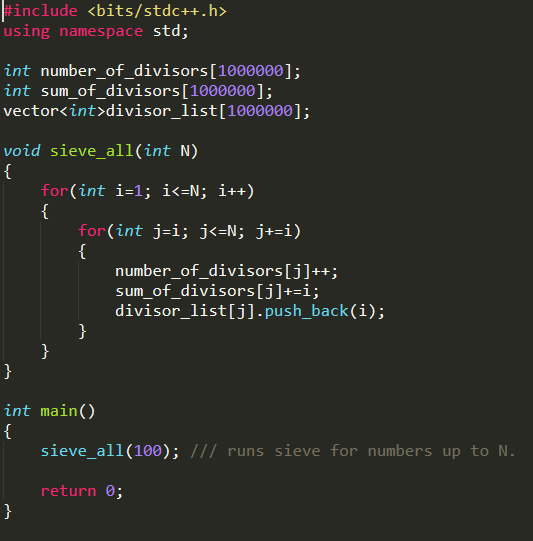 #include <bits/stdc++.h>
using namespace std;

int number_of_divisors[1000000];
int sum_of_divisors[1000000];
vector<int>divisor_list[1000000];

void sieve_all(int N)
{
    for(int i=1; i<=N; i++)
    {
        for(int j=i; j<=N; j+=i)
        {
            number_of_divisors[j]++;
            sum_of_divisors[j]+=i;
            divisor_list[j].push_back(i);
        }
    }
}

int main()
{
    sieve_all(100); /// runs sieve for numbers up to N.

    return 0;
}